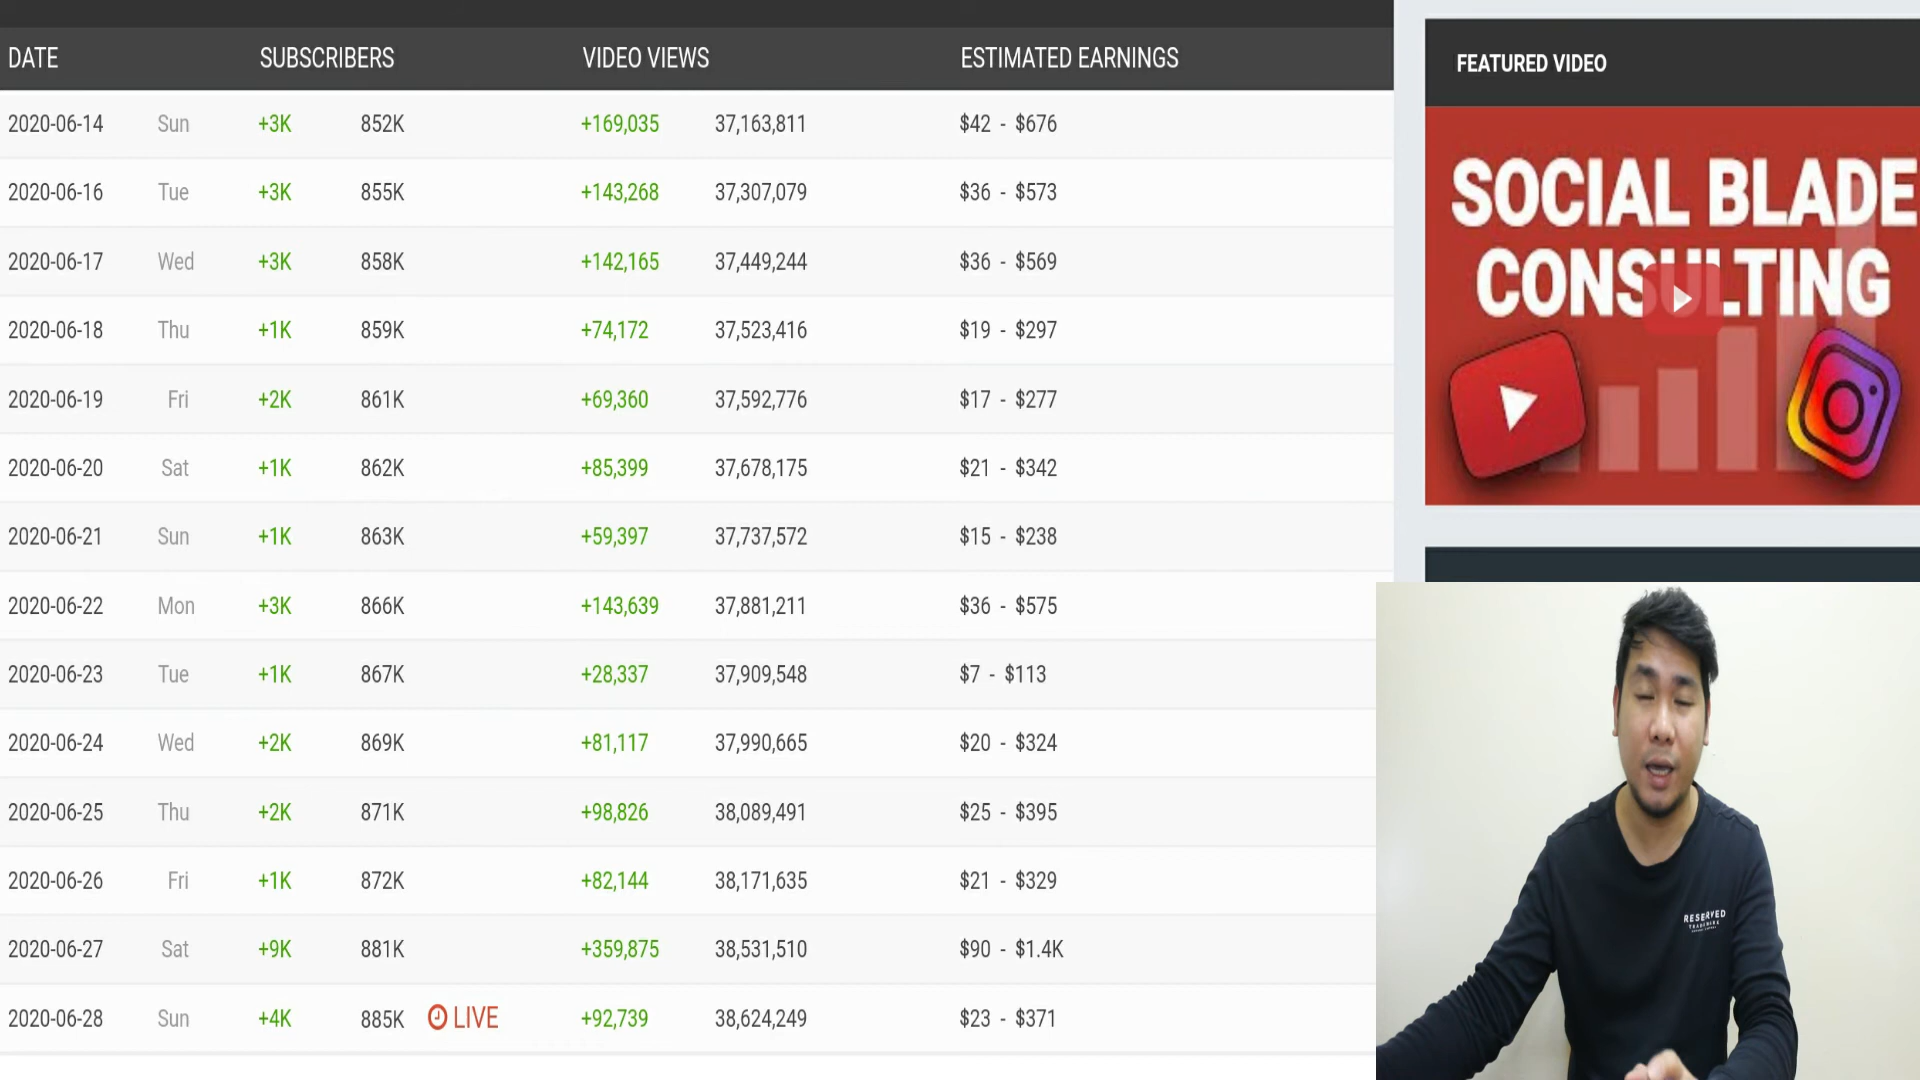 DATE SUBSCRIBERS VIDEO VIEWS ESTIMATED EARNINGS
2020-06-14 Sun +3K 852K +169,035 37,163,811 $42 - $676
2020-06-16 Tue +3K 855K +143,268 37,307,079 $36 - $573
2020-06-17 Wed +3K 858K +142,165 37,449,244 $36 - $569
2020-06-18 Thu +1K 859K +74,172 37,523,416 $19 - $297
2020-06-19 Fri +2K 861K +69,360 37,592,776 $17 - $277
2020-06-20 Sat +1K 862K +85,399 37,678,175 $21 - $342
2020-06-21 Sun +1K 863K +59,397 37,737,572 $15 - $238
2020-06-22 Mon +3K 866K +143,639 37,881,211 $36 - $575
2020-06-23 Tue +1K 867K +28,337 37,909,548 $7 - $113
2020-06-24 Wed +2K 869K +81,117 37,990,665 $20 - $324
2020-06-25 Thu +2K 871K +98,826 38,089,491 $25 - $395
2020-06-26 Fri +1K 872K +82,144 38,171,635 $21 - $329
2020-06-27 Sat +9K 881K +359,875 38,531,510 $90 - $1.4K
2020-06-28 Sun +4K 885K LIVE +92,739 38,624,249 $23 - $371
FEATURED VIDEO
SOCIAL BLADE
CONSULTING
RESERVED